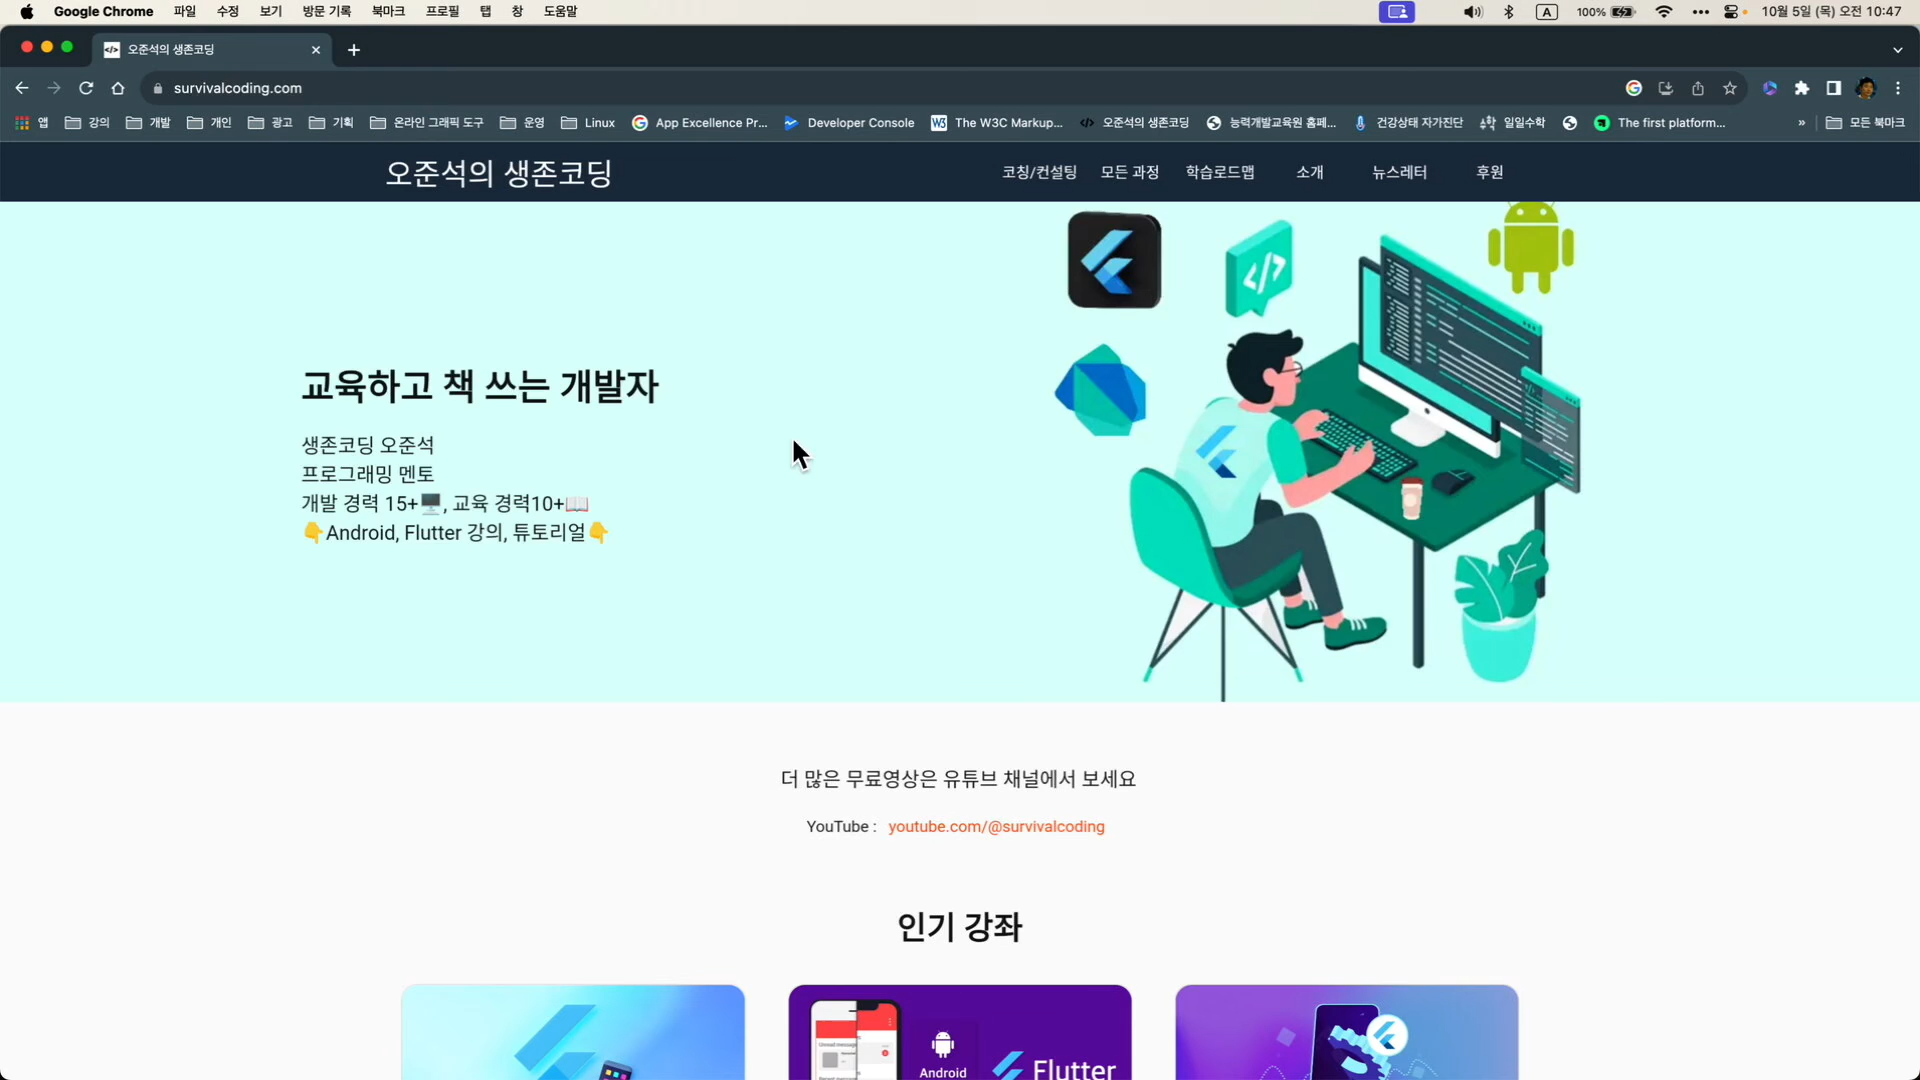 Google Chrome 파일 수정 보기 방문 기록 북마크 프로필 탭 창 도움말 A 100% 10월 5일 (목) 오전 10:47
오준석의 생존코딩
survivalcoding.com
앱 강의 개발 개인 광고 기획 온라인 그래픽 도구 운영 Linux App Excellence Pr... Developer Console The W3C Markup... 오준석의 생존코딩 능력개발교육원 홈페... 건강상태 자가진단 일일수학 The first platform... » 모든 북마크
오준석의 생존코딩 코칭/컨설팅 모든 과정 학습로드맵 소개 뉴스레터 후원
교육하고 책 쓰는 개발자
생존코딩 오준석
프로그래밍 멘토
개발 경력 15+🖥️, 교육 경력10+📖
👇Android, Flutter 강의, 튜토리얼👇
더 많은 무료영상은 유튜브 채널에서 보세요
YouTube : youtube.com/@survivalcoding
인기 강좌
Android Flutter